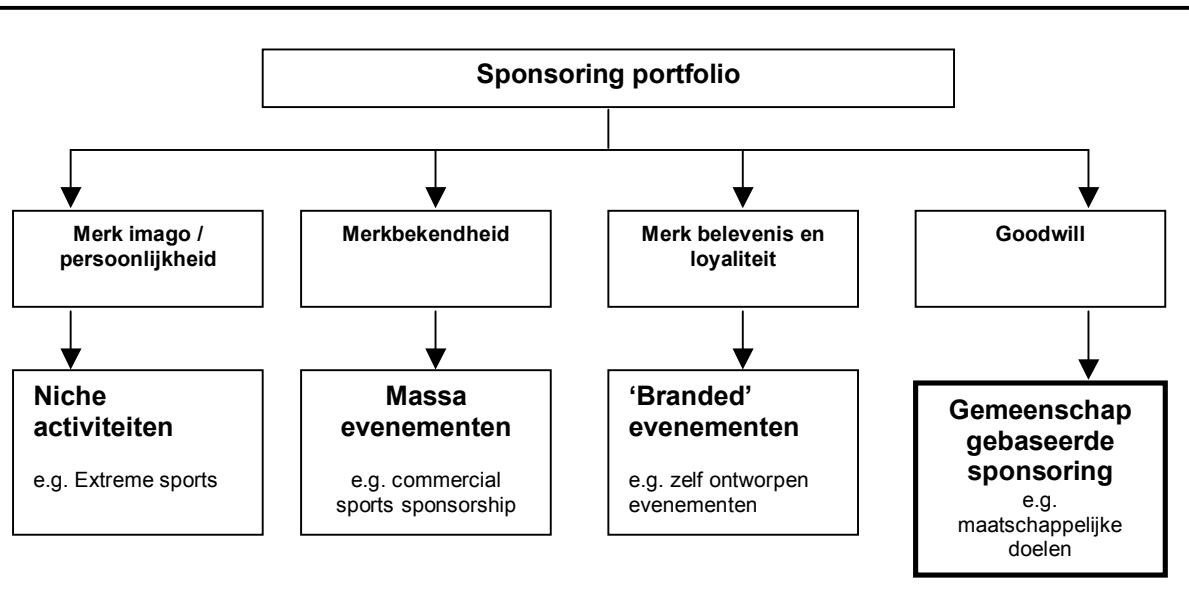 Sponsoring portfolio
Merk imago /
persoonlijkheid
Merkbekendheid
Merk belevenis en
loyaliteit
Goodwill
Niche
activiteiten
e.g. Extreme sports
Massa
evenementen
e.g. commercial
sports sponsorship
‘Branded’
evenementen
e.g. zelf ontworpen
evenementen
Gemeenschap
gebaseerde
sponsoring
e.g.
maatschappelijke
doelen